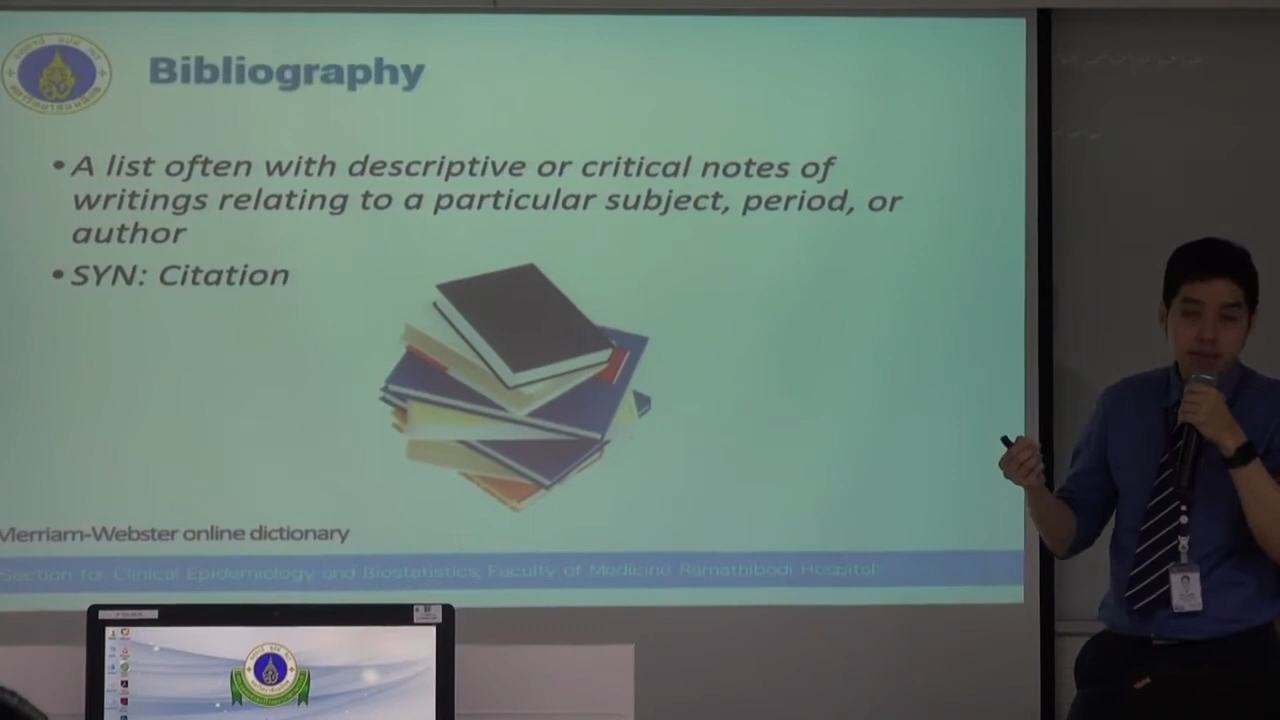 Bibliography
• A list often with descriptive or critical notes of
writings relating to a particular subject, period, or
author
• SYN: Citation
Merriam-Webster online dictionary
Section for Clinical Epidemiology and Biostatistics, Faculty of Medicine Ramathibodi Hospital